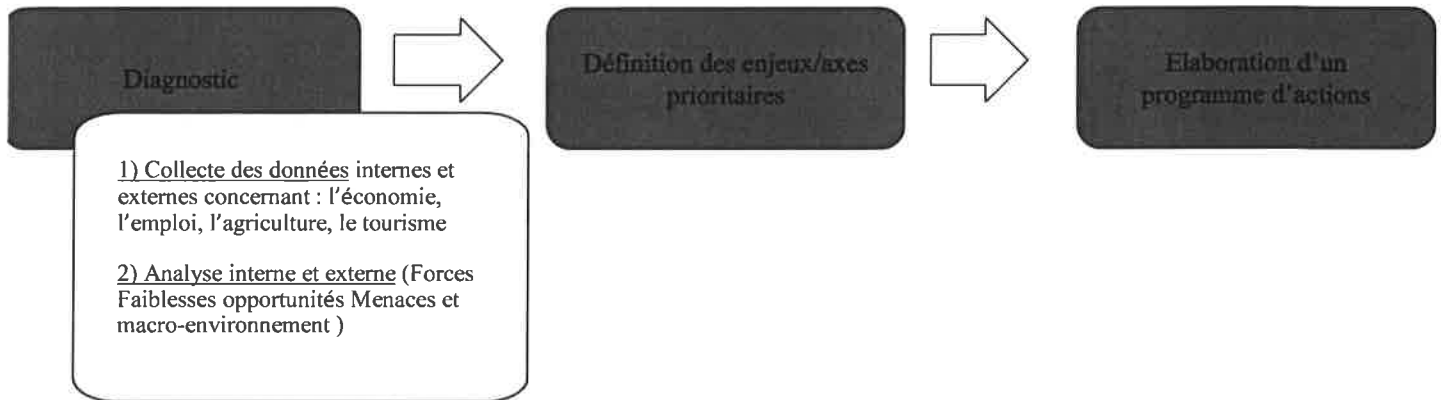 Diagnostic
Définition des enjeux/axes
prioritaires
Elaboration d'un
programme d'actions
1) Collecte des données internes et
externes concernant : l'économie,
l'emploi, l'agriculture, le tourisme
2) Analyse interne et externe (Forces
Faiblesses opportunités Menaces et
macro-environnement )